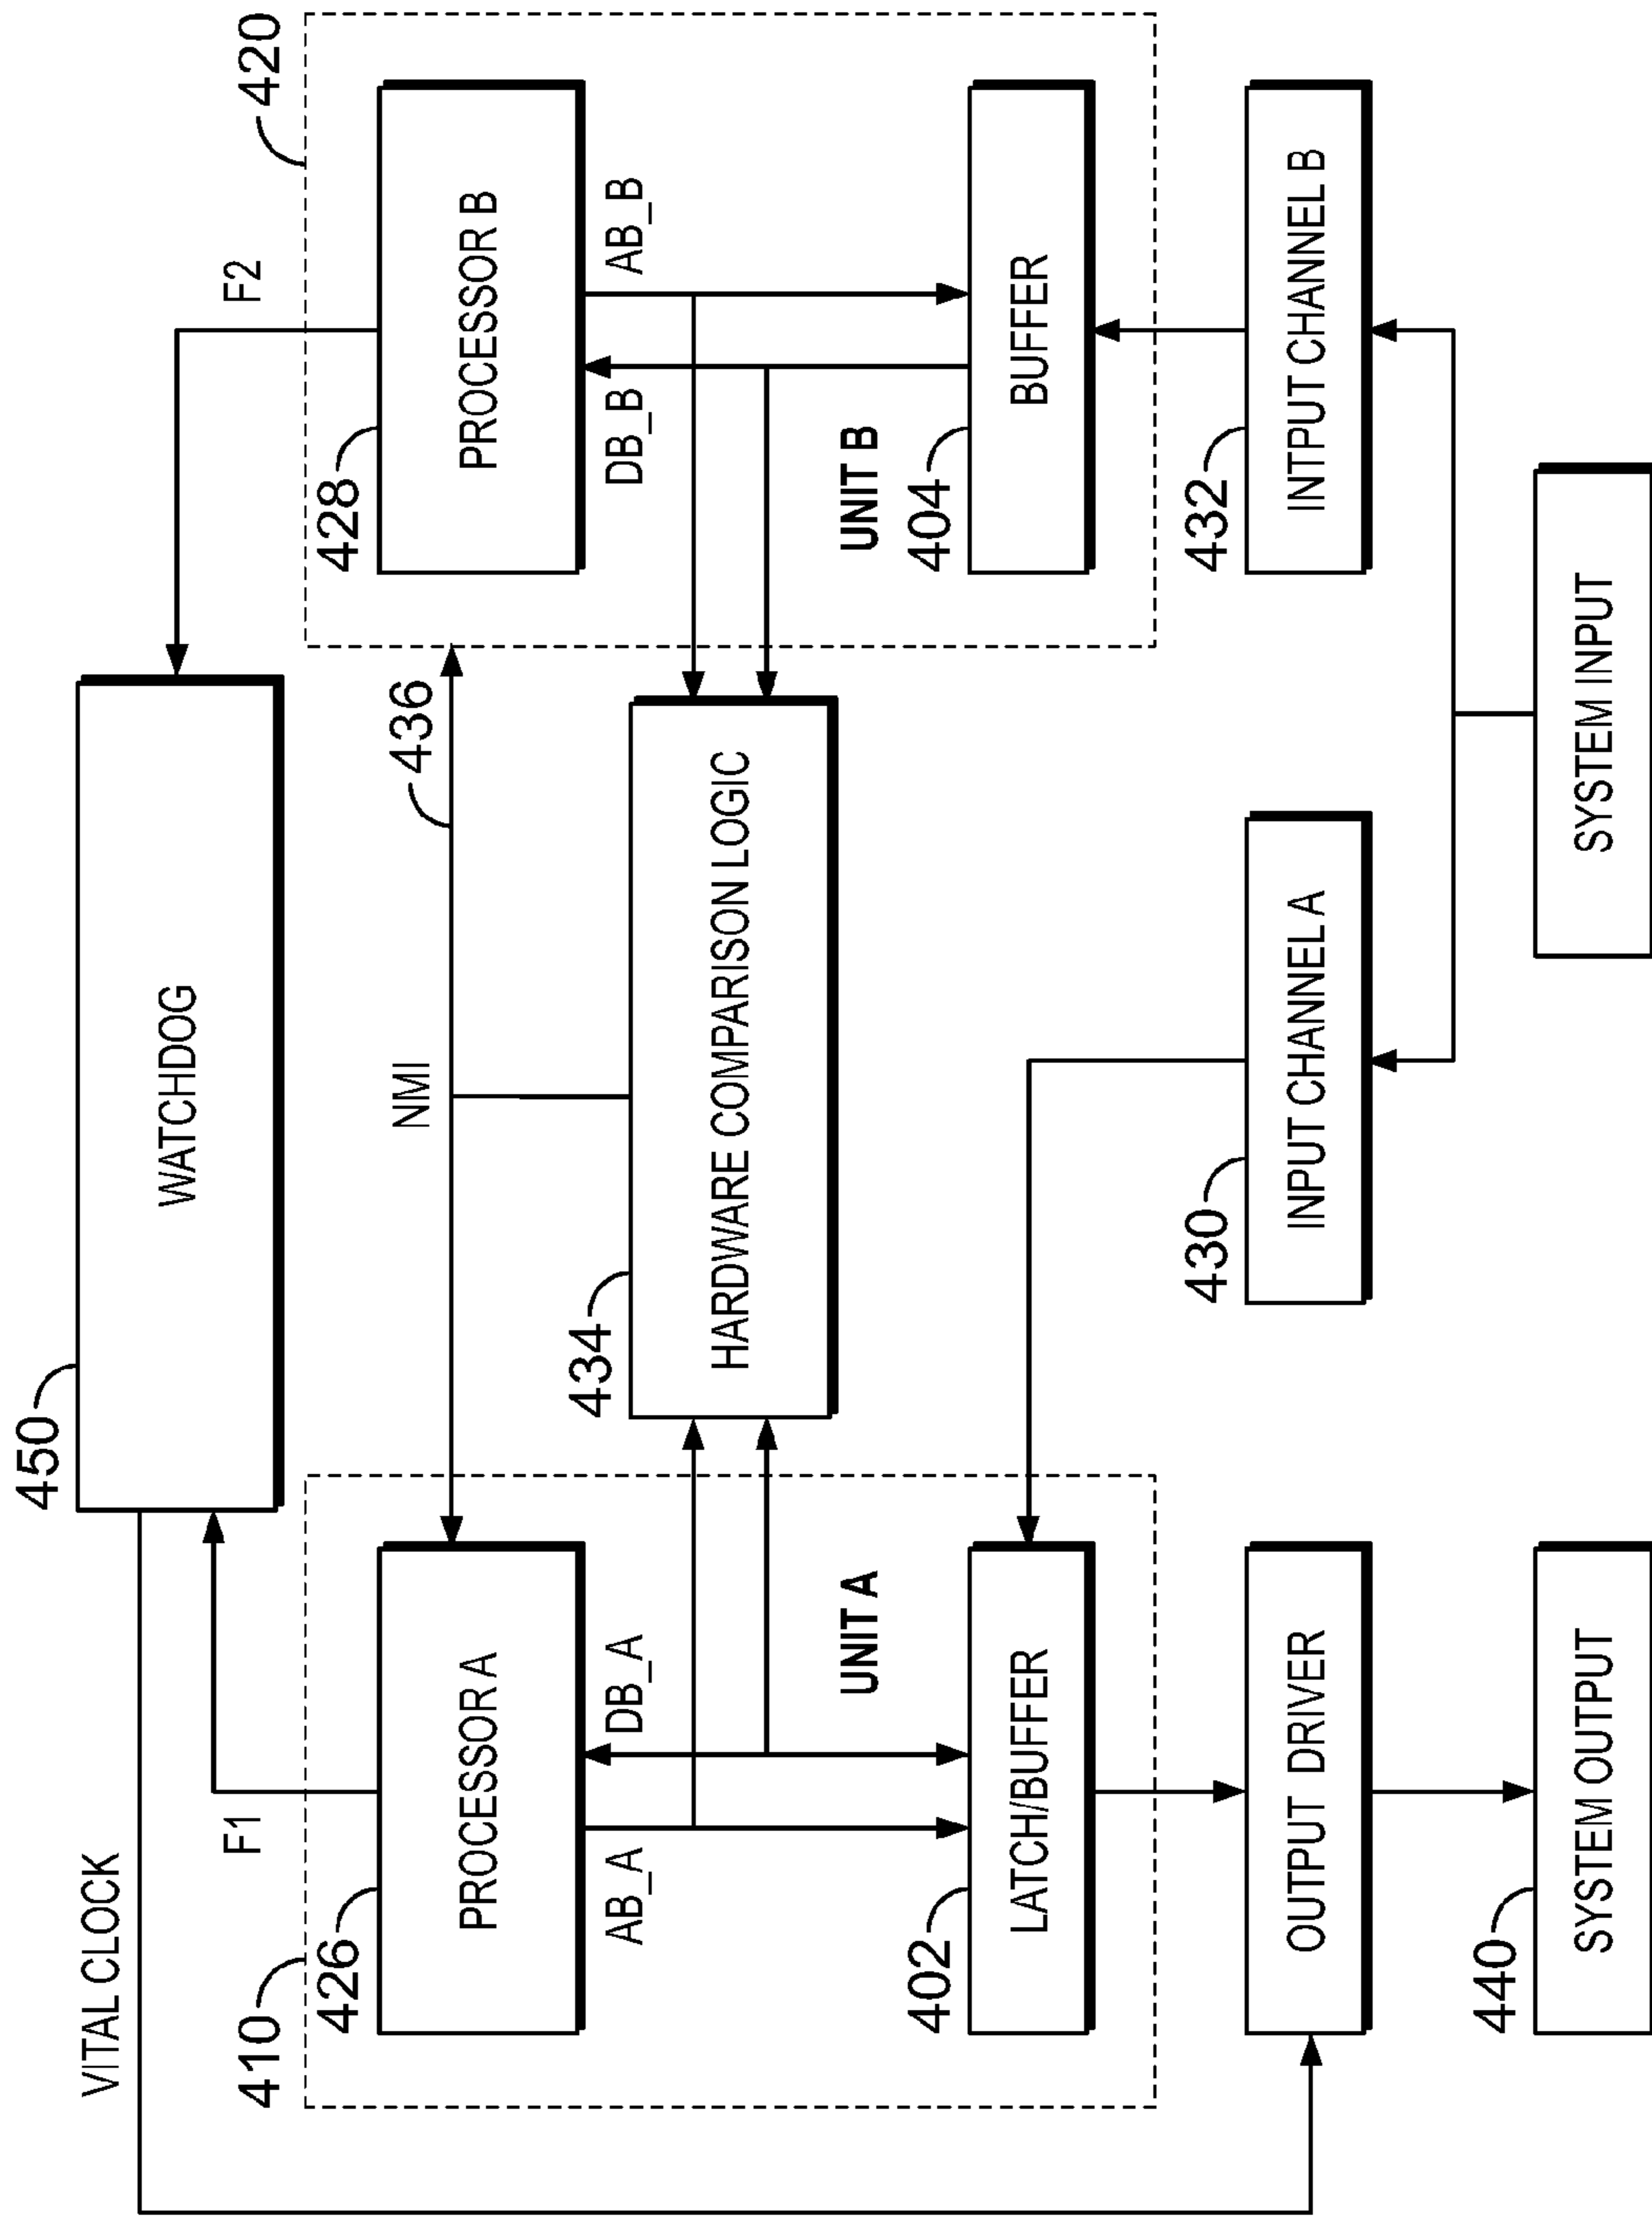 450
WATCHDOG
VITAL CLOCK
F1
F2
410
420
426
PROCESSOR A
NMI
436
428
PROCESSOR B
AB_A
DB_A
434
HARDWARE COMPARISON LOGIC
DB_B
AB_B
UNIT A
UNIT B
402
LATCH/BUFFER
404
BUFFER
OUTPUT DRIVER
430
INPUT CHANNEL A
432
INTPUT CHANNEL B
440
SYSTEM OUTPUT
SYSTEM INPUT